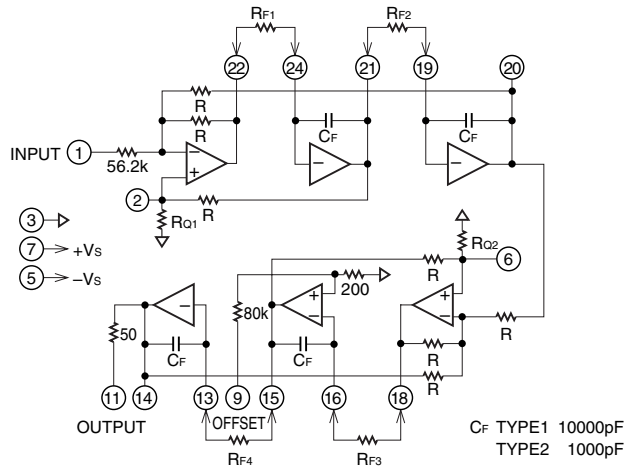 RF1
RF2
22
24
21
19
20
R
R
CF
CF
INPUT 1
56.2k
2
RQ1
R
3
7 +VS
5 −VS
RQ2
6
R
200
80k
50
R
CF
CF
R
R
11
14
13
9
15
16
18
OUTPUT
OFFSET
RF4
RF3
CF TYPE1 10000pF
TYPE2 1000pF